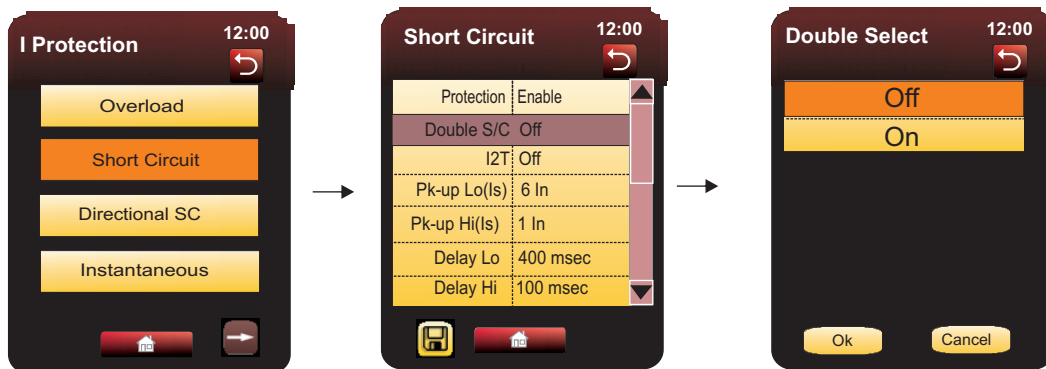 I Protection 12:00
Overload
Short Circuit
Directional SC
Instantaneous
Short Circuit 12:00
Protection Enable
Double S/C Off
I2T Off
Pk-up Lo(Is) 6 In
Pk-up Hi(Is) 1 In
Delay Lo 400 msec
Delay Hi 100 msec
Double Select 12:00
Off
On
Ok Cancel